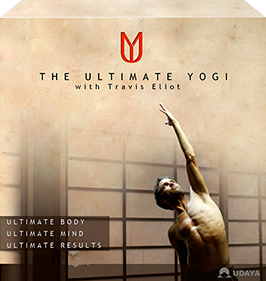 THE ULTIMATE YOGI
with Travis Eliot
ULTIMATE BODY
ULTIMATE MIND
ULTIMATE RESULTS
UDAYA